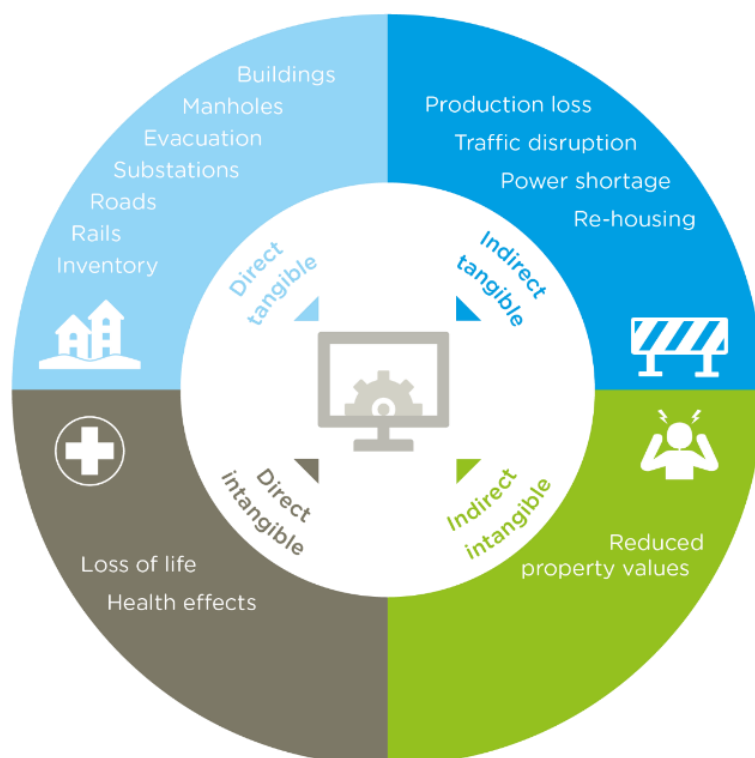 Buildings
Manholes
Evacuation
Substations
Roads
Rails
Inventory
Production loss
Traffic disruption
Power shortage
Re-housing
Direct
tangible
Indirect
tangible
Direct
intangible
Indirect
intangible
Loss of life
Health effects
Reduced
property values